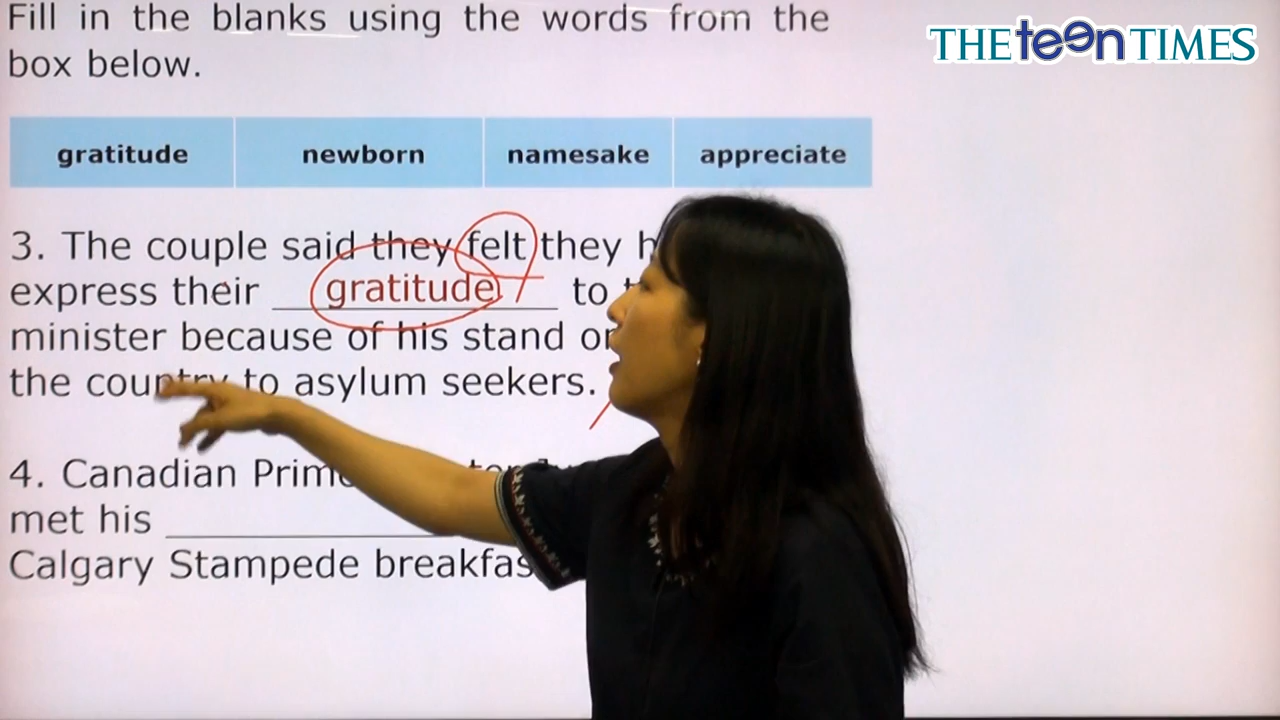 Fill in the blanks using the words from the
box below.
THE teen TIMES
gratitude newborn namesake appreciate
3. The couple said they felt they
express their gratitude to
minister because of his stand
the country to asylum seekers.
4. Canadian
met his
Calgary Stampede